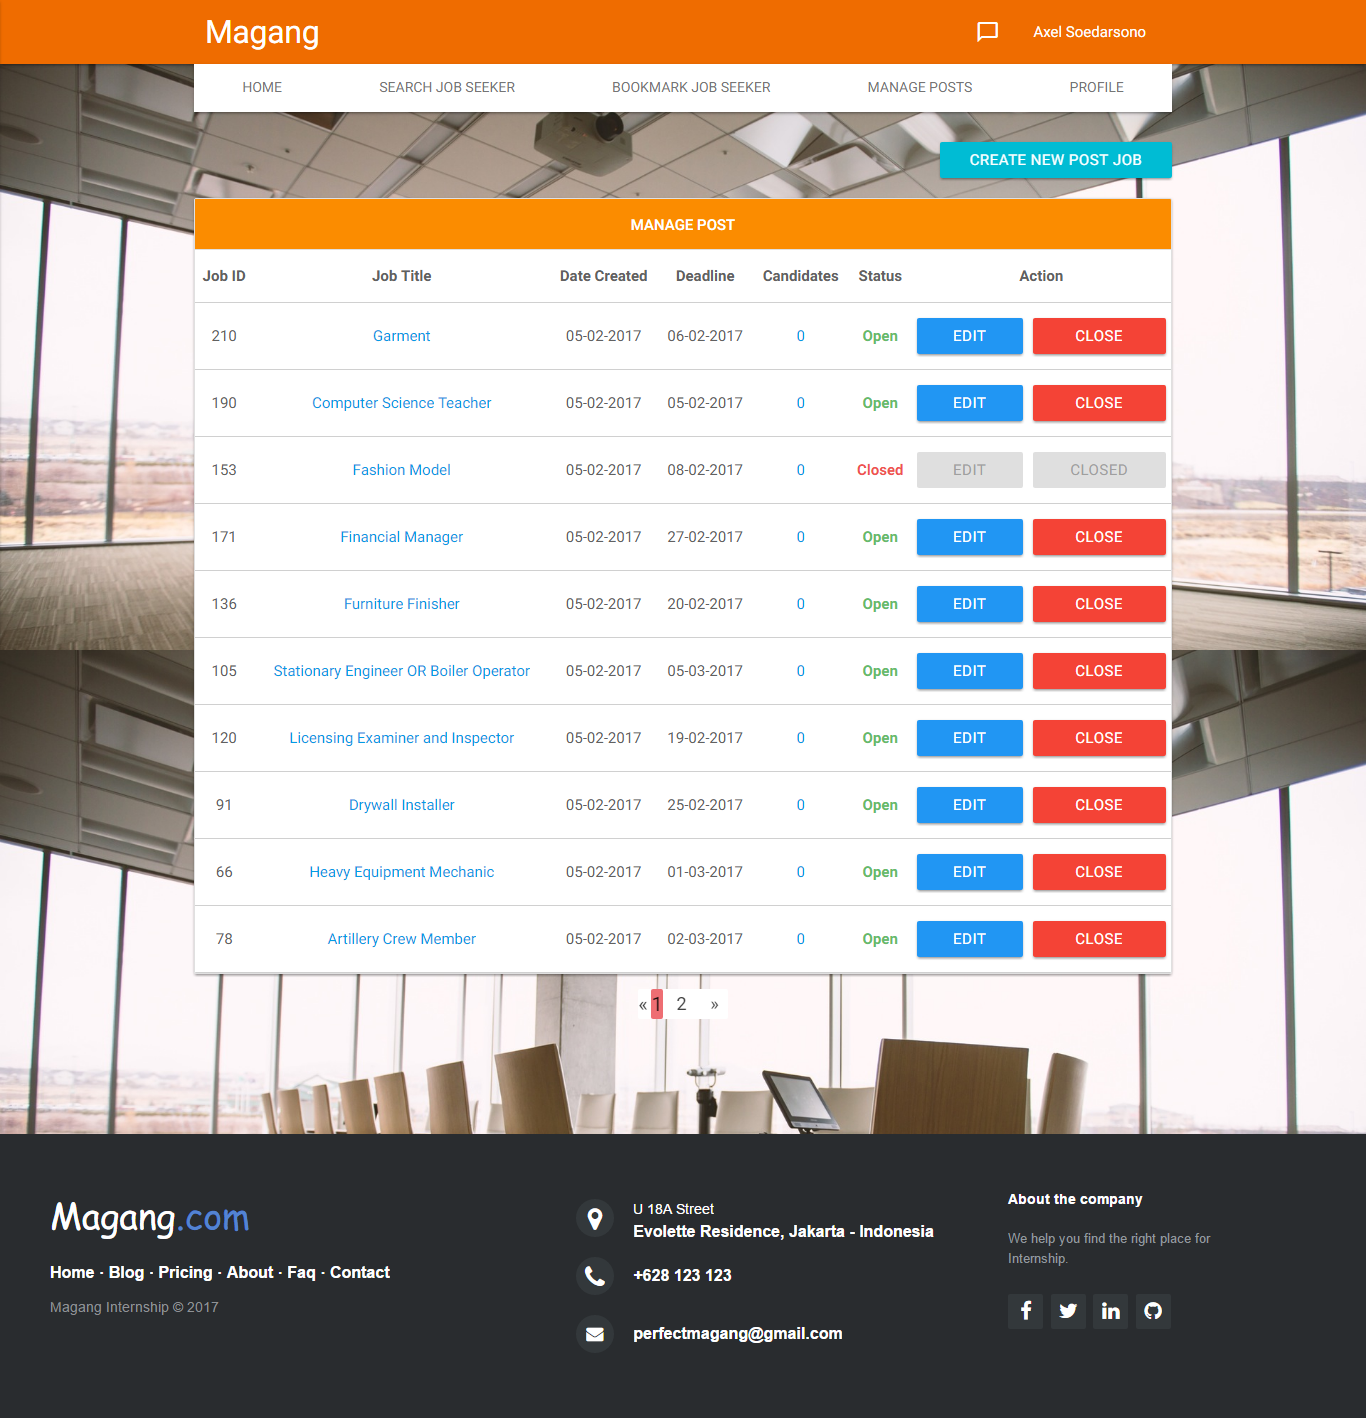 Magang
Axel Soedarsono
HOME SEARCH JOB SEEKER BOOKMARK JOB SEEKER MANAGE POSTS PROFILE
CREATE NEW POST JOB
MANAGE POST
Job ID Job Title Date Created Deadline Candidates Status Action
210 Garment 05-02-2017 06-02-2017 0 Open EDIT CLOSE
190 Computer Science Teacher 05-02-2017 05-02-2017 0 Open EDIT CLOSE
153 Fashion Model 05-02-2017 08-02-2017 0 Closed EDIT CLOSED
171 Financial Manager 05-02-2017 27-02-2017 0 Open EDIT CLOSE
136 Furniture Finisher 05-02-2017 20-02-2017 0 Open EDIT CLOSE
105 Stationary Engineer OR Boiler Operator 05-02-2017 05-03-2017 0 Open EDIT CLOSE
120 Licensing Examiner and Inspector 05-02-2017 19-02-2017 0 Open EDIT CLOSE
91 Drywall Installer 05-02-2017 25-02-2017 0 Open EDIT CLOSE
66 Heavy Equipment Mechanic 05-02-2017 01-03-2017 0 Open EDIT CLOSE
78 Artillery Crew Member 05-02-2017 02-03-2017 0 Open EDIT CLOSE
« 1 2 »
Magang.com
Home · Blog · Pricing · About · Faq · Contact
Magang Internship © 2017
U 18A Street
Evolette Residence, Jakarta - Indonesia
+628 123 123
perfectmagang@gmail.com
About the company
We help you find the right place for
Internship.